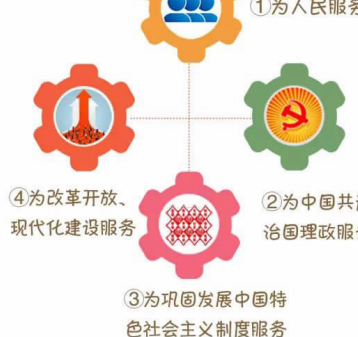 ①为人民服务
④为改革开放、
现代化建设服务
②为中国共
治国理政服
③为巩固发展中国特
色社会主义制度服务